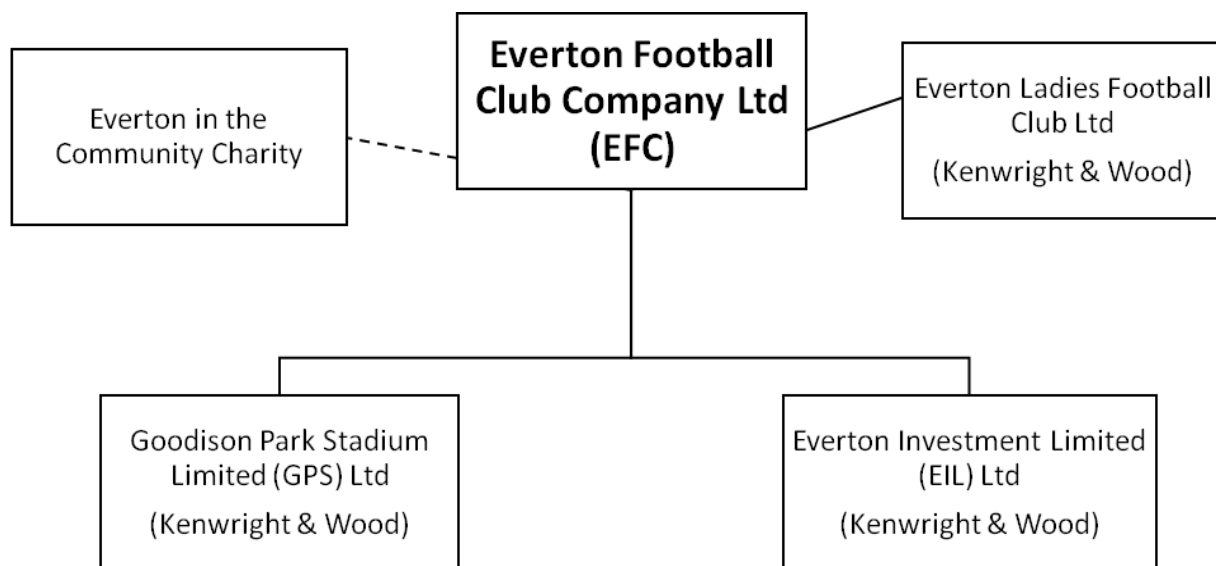 Everton Football
Club Company Ltd
(EFC)
Everton in the
Community Charity
Everton Ladies Football
Club Ltd
(Kenwright & Wood)
Goodison Park Stadium
Limited (GPS) Ltd
(Kenwright & Wood)
Everton Investment Limited
(EIL) Ltd
(Kenwright & Wood)